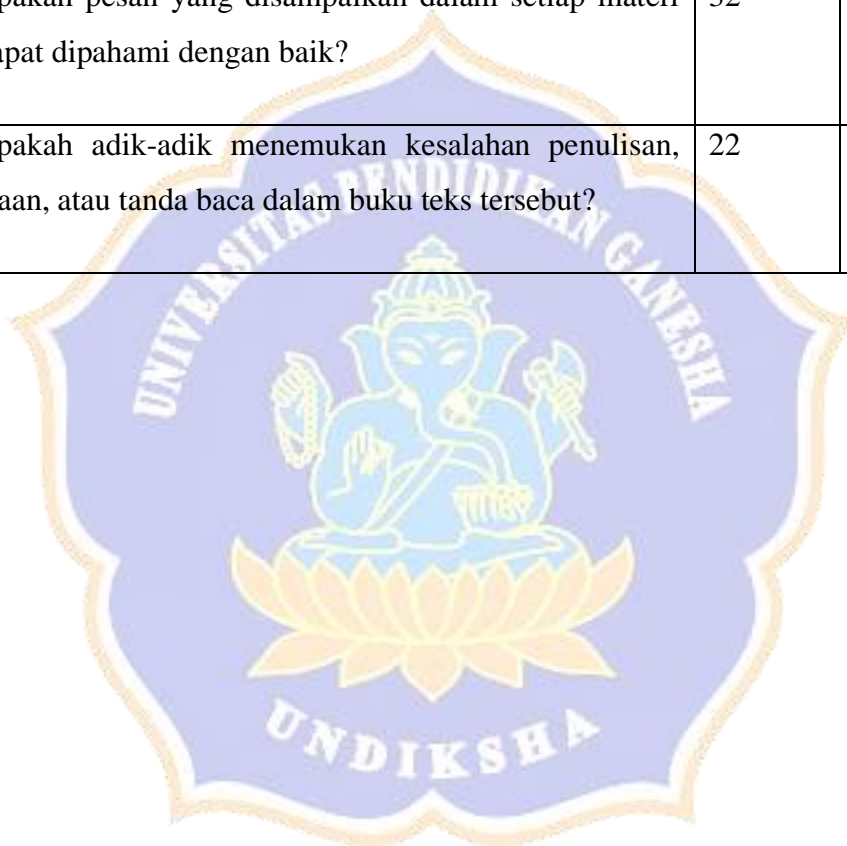 pakah pesan yang disampaikan dalam setiap materi 32
apat dipahami dengan baik?
pakah adik-adik menemukan kesalahan penulisan, 22
aan, atau tanda baca dalam buku teks tersebut?
UNIVERSITAS PENDIDIKAN GANESHA
UNDIKSHA